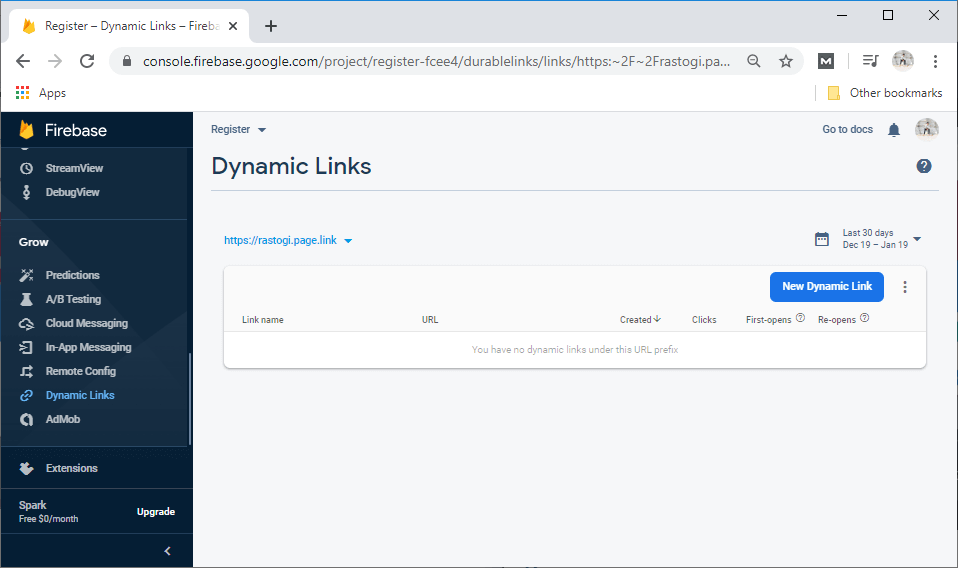 Register – Dynamic Links – Fireba
console.firebase.google.com/project/register-fcee4/durablelinks/links/https:~2F~2Frastogi.pa...
M
Apps
Other bookmarks
Firebase
Register
Go to docs
StreamView
DebugView
Dynamic Links
Grow
https://rastogi.page.link
Last 30 days
Dec 19 – Jan 19
Predictions
A/B Testing
Cloud Messaging
In-App Messaging
Remote Config
Dynamic Links
AdMob
New Dynamic Link
Link name URL Created Clicks First-opens ? Re-opens ?
You have no dynamic links under this URL prefix
Extensions
Spark
Free $0/month
Upgrade